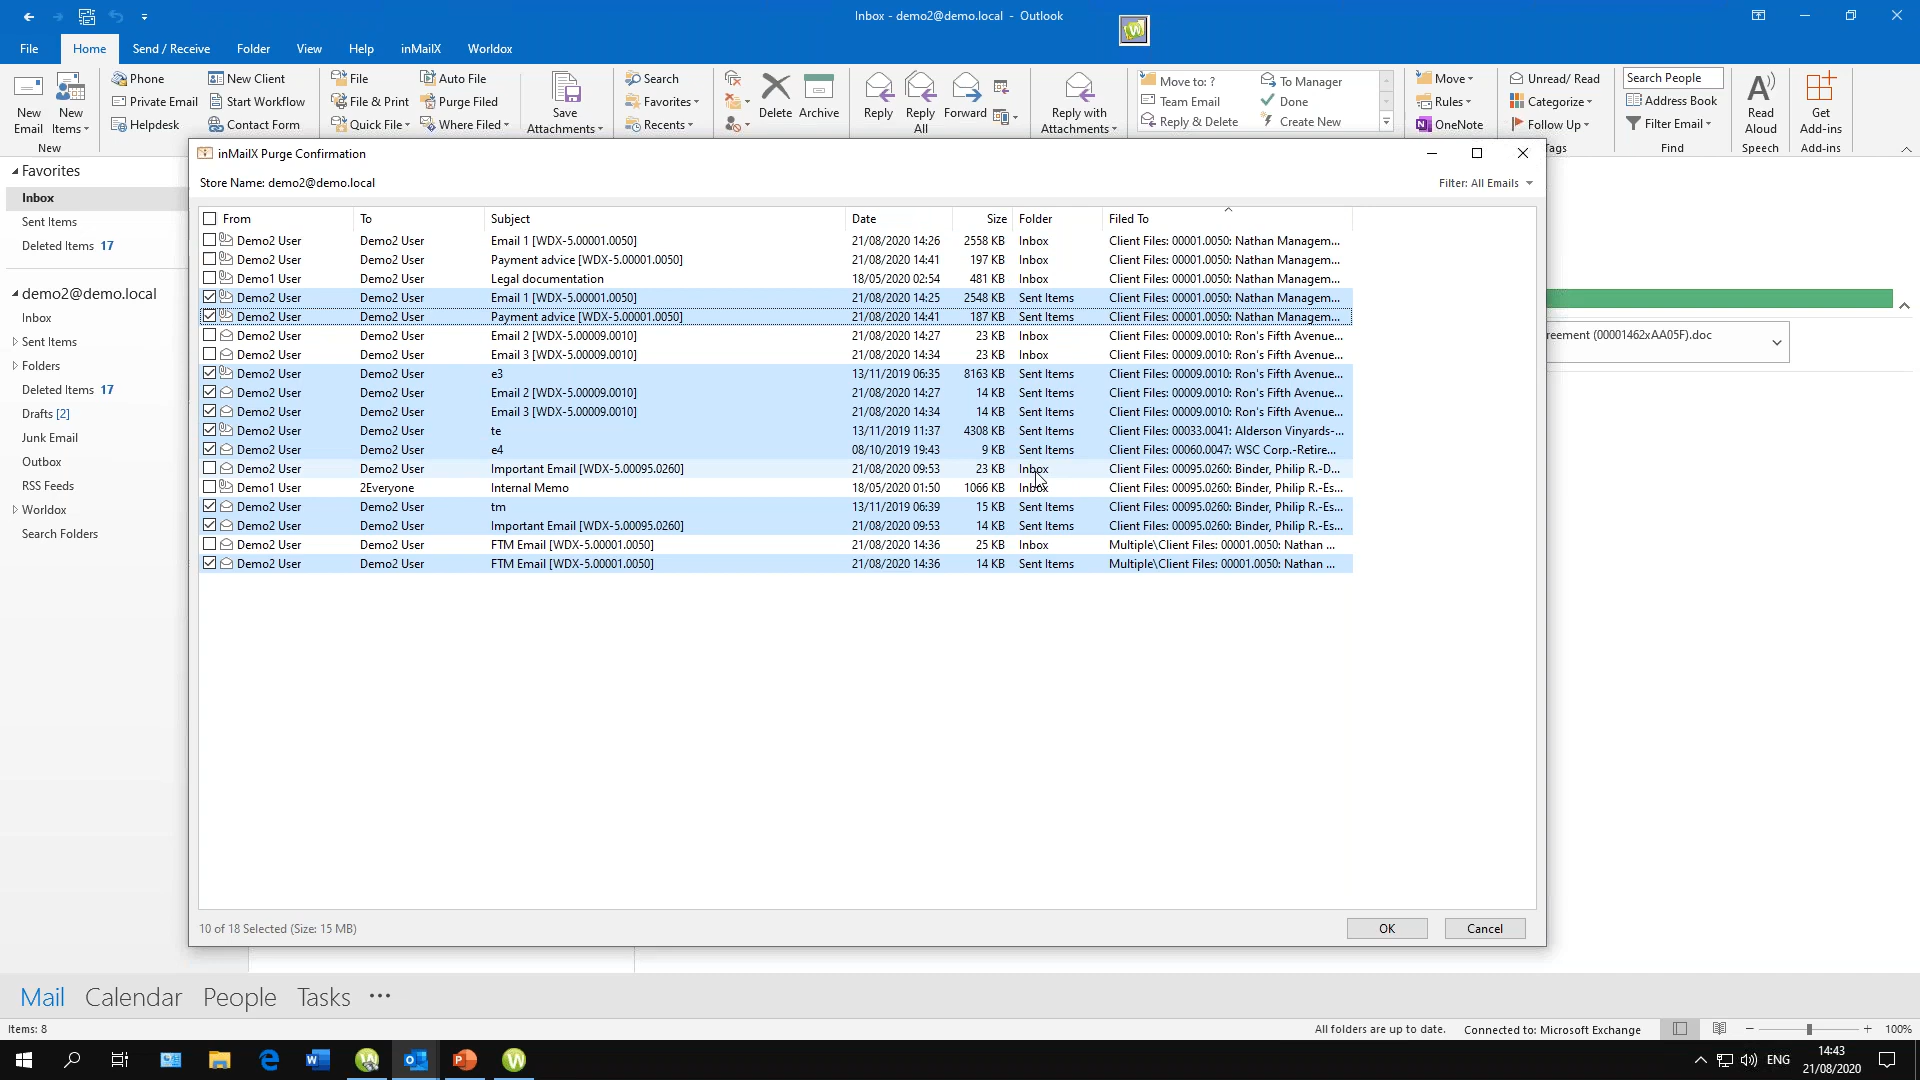 Inbox - demo2@demo.local - Outlook
File Home Send / Receive Folder View Help inMailX Worldox
New Email
New Items
New
Phone
Private Email
Helpdesk
New Client
Start Workflow
Contact Form
File
File & Print
Quick File
Auto File
Purge Filed
Where Filed
Save Attachments
Search
Favorites
Recents
Delete
Archive
Reply
Reply All
Forward
Reply with Attachments
Move to: ?
Team Email
Reply & Delete
To Manager
Done
Create New
Move
Rules
OneNote
Unread/ Read
Categorize
Follow Up
Tags
Search People
Address Book
Filter Email
Find
Read Aloud
Speech
Get Add-ins
Add-ins
Favorites
Inbox
Sent Items
Deleted Items 17
demo2@demo.local
Inbox
Sent Items
Folders
Deleted Items 17
Drafts [2]
Junk Email
Outbox
RSS Feeds
Worldox
Search Folders
inMailX Purge Confirmation
Store Name: demo2@demo.local
Filter: All Emails
From To Subject Date Size Folder Filed To
Demo2 User Demo2 User Email 1 [WDX-5.00001.0050] 21/08/2020 14:26 2558 KB Inbox Client Files: 00001.0050: Nathan Managem...
Demo2 User Demo2 User Payment advice [WDX-5.00001.0050] 21/08/2020 14:41 197 KB Inbox Client Files: 00001.0050: Nathan Managem...
Demo1 User Demo2 User Legal documentation 18/05/2020 02:54 481 KB Inbox Client Files: 00001.0050: Nathan Managem...
Demo2 User Demo2 User Email 1 [WDX-5.00001.0050] 21/08/2020 14:25 2548 KB Sent Items Client Files: 00001.0050: Nathan Managem...
Demo2 User Demo2 User Payment advice [WDX-5.00001.0050] 21/08/2020 14:41 187 KB Sent Items Client Files: 00001.0050: Nathan Managem...
Demo2 User Demo2 User Email 2 [WDX-5.00009.0010] 21/08/2020 14:27 23 KB Inbox Client Files: 00009.0010: Ron's Fifth Avenue...
Demo2 User Demo2 User Email 3 [WDX-5.00009.0010] 21/08/2020 14:34 23 KB Inbox Client Files: 00009.0010: Ron's Fifth Avenue...
Demo2 User Demo2 User e3 13/11/2019 06:35 8163 KB Sent Items Client Files: 00009.0010: Ron's Fifth Avenue...
Demo2 User Demo2 User Email 2 [WDX-5.00009.0010] 21/08/2020 14:27 14 KB Sent Items Client Files: 00009.0010: Ron's Fifth Avenue...
Demo2 User Demo2 User Email 3 [WDX-5.00009.0010] 21/08/2020 14:34 14 KB Sent Items Client Files: 00009.0010: Ron's Fifth Avenue...
Demo2 User Demo2 User te 13/11/2019 11:37 4308 KB Sent Items Client Files: 00033.0041: Alderson Vinyards-...
Demo2 User Demo2 User e4 08/10/2019 19:43 9 KB Sent Items Client Files: 00060.0047: WSC Corp.-Retire...
Demo2 User Demo2 User Important Email [WDX-5.00095.0260] 21/08/2020 09:53 23 KB Inbox Client Files: 00095.0260: Binder, Philip R.-D...
Demo1 User 2Everyone Internal Memo 18/05/2020 01:50 1066 KB Inbox Client Files: 00095.0260: Binder, Philip R.-Es...
Demo2 User Demo2 User tm 13/11/2019 06:39 15 KB Sent Items Client Files: 00095.0260: Binder, Philip R.-Es...
Demo2 User Demo2 User Important Email [WDX-5.00095.0260] 21/08/2020 09:53 14 KB Sent Items Client Files: 00095.0260: Binder, Philip R.-Es...
Demo2 User Demo2 User FTM Email [WDX-5.00001.0050] 21/08/2020 14:36 25 KB Inbox Multiple\Client Files: 00001.0050: Nathan ...
Demo2 User Demo2 User FTM Email [WDX-5.00001.0050] 21/08/2020 14:36 14 KB Sent Items Multiple\Client Files: 00001.0050: Nathan ...
reement (00001462xAA05F).doc
10 of 18 Selected (Size: 15 MB)
OK Cancel
Mail Calendar People Tasks ···
Items: 8
All folders are up to date. Connected to: Microsoft Exchange 100%
ENG
14:43
21/08/2020